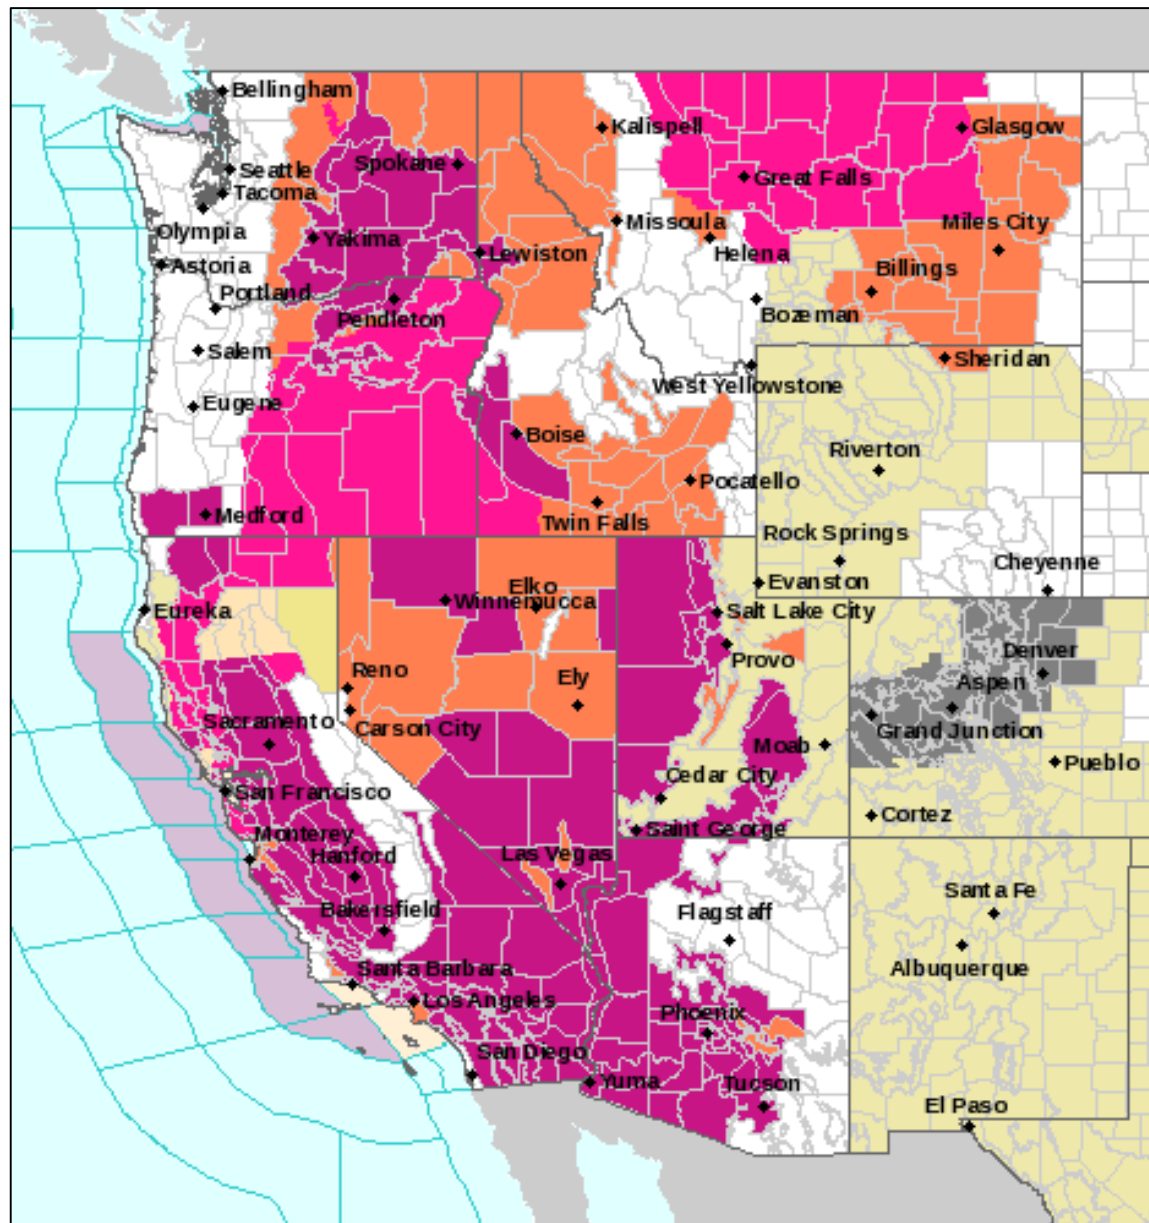 Bellingham
Kalispell
Glasgow
Spokane
Seattle
Great Falls
Tacoma
Olympia
Missoula
Miles City
Yakima
Lewiston
Helena
Astoria
Billings
Portland
Pendleton
Bozeman
Salem
Sheridan
West Yellowstone
Eugene
Boise
Riverton
Pocatello
Medford
Twin Falls
Rock Springs
Cheyenne
Elko
Evanston
Eureka
Winnemucca
Salt Lake City
Provo
Denver
Reno
Ely
Aspen
Sacramento
Carson City
Moab
Grand Junction
Pueblo
Cedar City
San Francisco
Cortez
Monterey
Saint George
Hanford
Las Vegas
Santa Fe
Bakersfield
Flagstaff
Albuquerque
Santa Barbara
Los Angeles
Phoenix
San Diego
Yuma
Tucson
El Paso